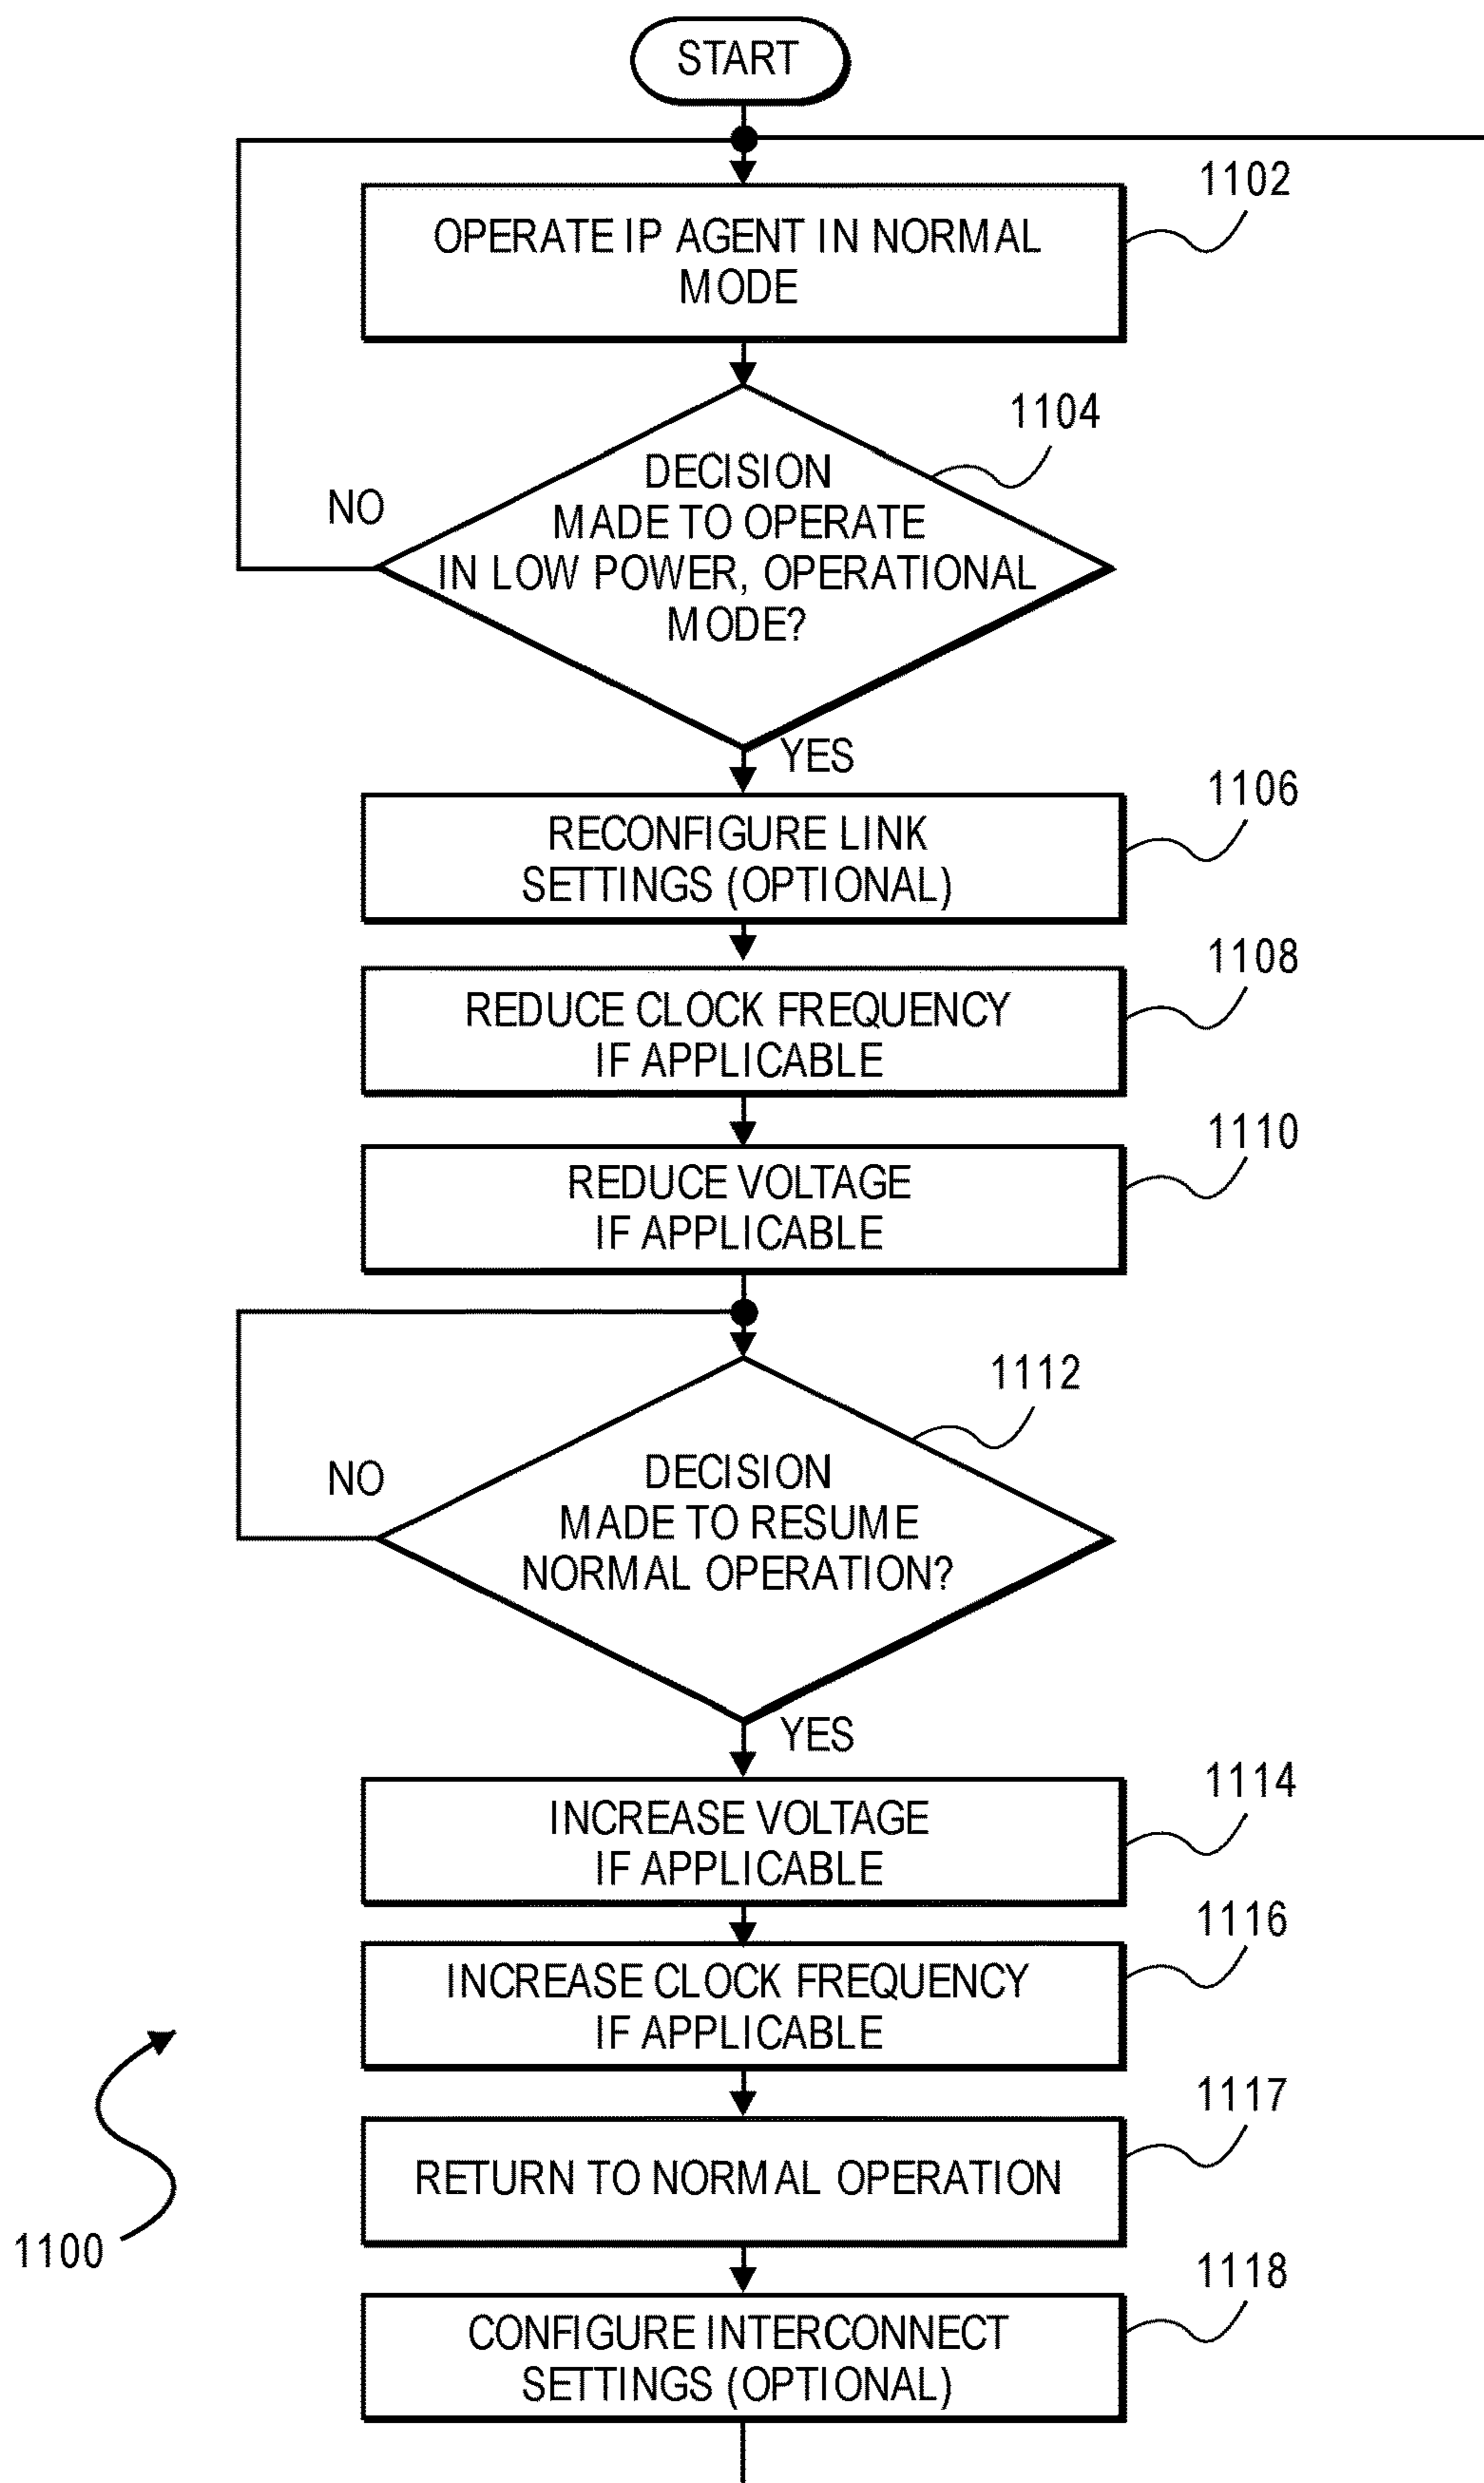 START
1102
OPERATE IP AGENT IN NORMAL
MODE
1104
DECISION
MADE TO OPERATE
IN LOW POWER, OPERATIONAL
MODE?
NO
YES
1106
RECONFIGURE LINK
SETTINGS (OPTIONAL)
1108
REDUCE CLOCK FREQUENCY
IF APPLICABLE
1110
REDUCE VOLTAGE
IF APPLICABLE
1112
DECISION
MADE TO RESUME
NORMAL OPERATION?
NO
YES
1114
INCREASE VOLTAGE
IF APPLICABLE
1116
INCREASE CLOCK FREQUENCY
IF APPLICABLE
1117
RETURN TO NORMAL OPERATION
1100
1118
CONFIGURE INTERCONNECT
SETTINGS (OPTIONAL)